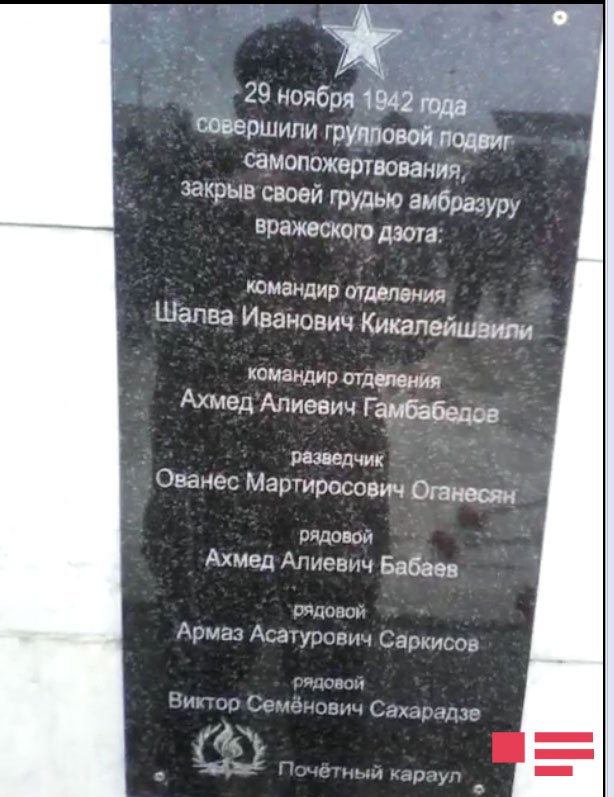 29 ноября 1942 года
совершили групповой подвиг
самопожертвования,
закрыв своей грудью амбразуру
вражеского дзота:
командир отделения
Шалва Иванович Кикалейшвили
командир отделения
Ахмед Алиевич Гамбабедов
разведчик
Ованес Мартиросович Оганесян
рядовой
Ахмед Алиевич Бабаев
рядовой
Армаз Асатурович Саркисов
рядовой
Виктор Семёнович Сахарадзе
Почётный караул